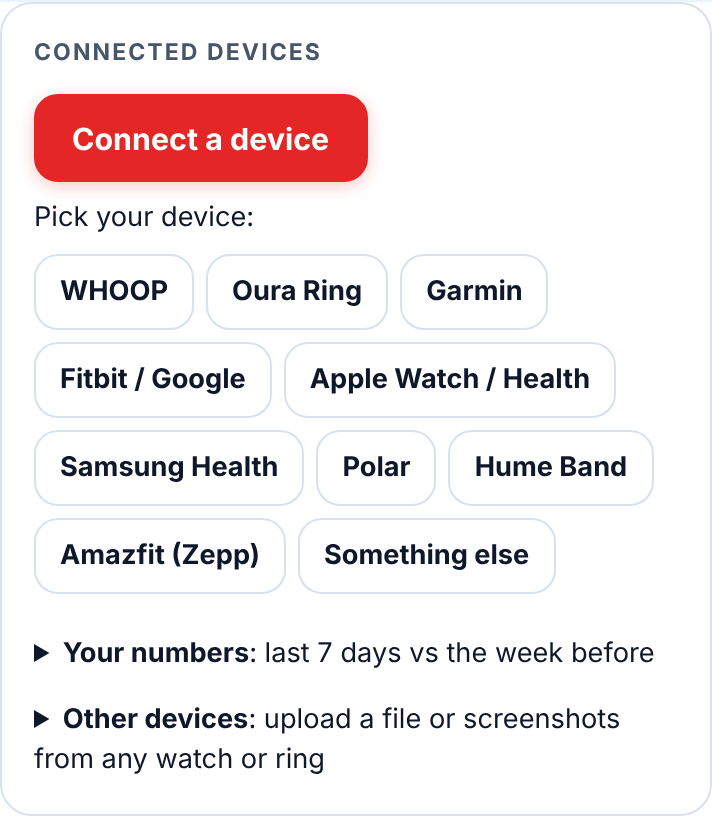 CONNECTED DEVICES
Connect a device
Pick your device:
WHOOP Oura Ring Garmin
Fitbit / Google Apple Watch / Health
Samsung Health Polar Hume Band
Amazfit (Zepp) Something else
▶ Your numbers: last 7 days vs the week before
▶ Other devices: upload a file or screenshots
from any watch or ring